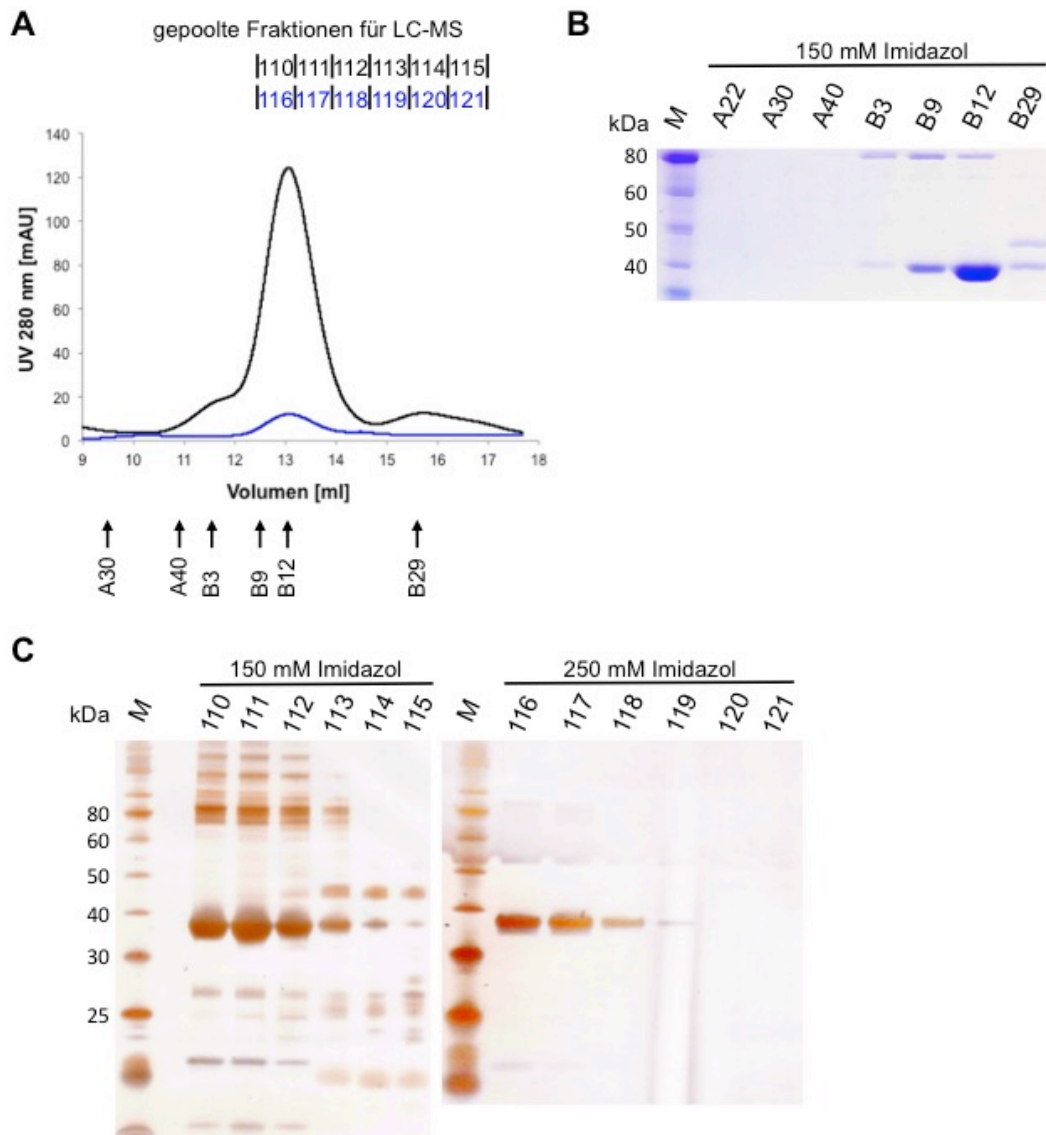 A
gepoolte Fraktionen für LC-MS
|110|111|112|113|114|115|
|116|117|118|119|120|121|
140
120
100
80
60
40
20
0
UV 280 nm [mAU]
9 10 11 12 13 14 15 16 17 18
Volumen [ml]
A30 A40 B3 B9 B12 B29
B
150 mM Imidazol
kDa M A22 A30 A40 B3 B9 B12 B29
80
60
50
40
C
150 mM Imidazol
kDa M 110 111 112 113 114 115
80
60
50
40
30
25
250 mM Imidazol
M 116 117 118 119 120 121